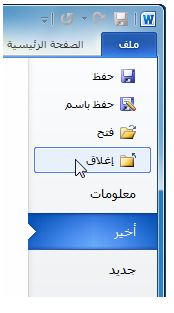 ملف
الصفحة الرئيسية
حفظ
حفظ باسم
فتح
إغلاق
معلومات
أخير
جديد